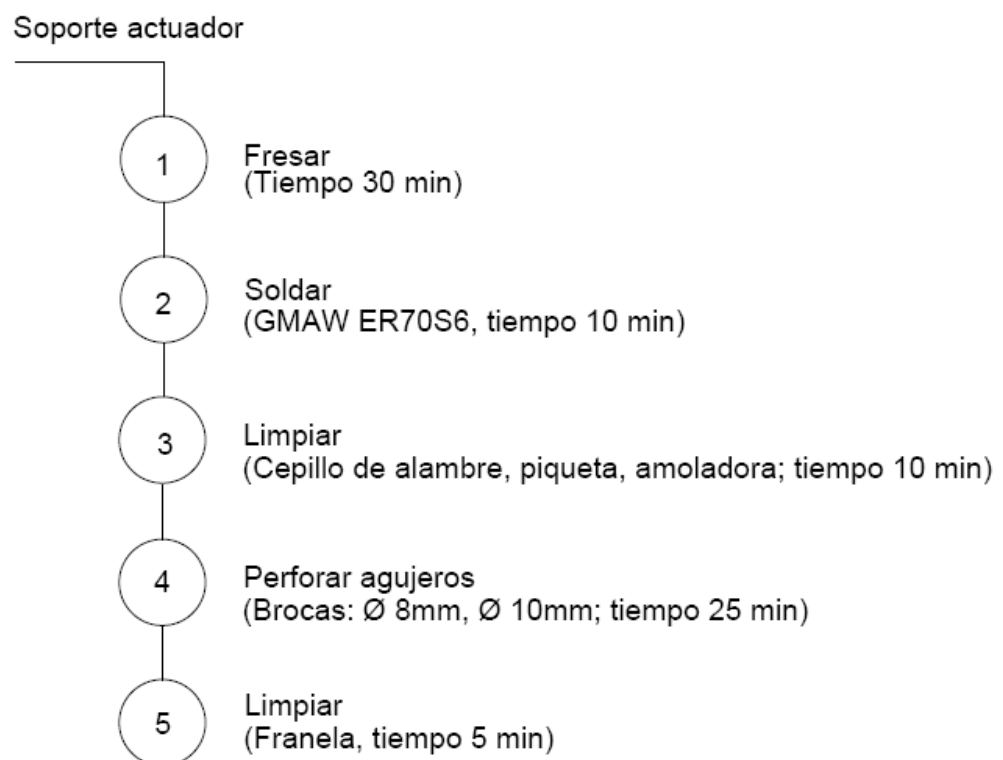 Soporte actuador
1
Fresar
(Tiempo 30 min)
2
Soldar
(GMAW ER70S6, tiempo 10 min)
3
Limpiar
(Cepillo de alambre, piqueta, amoladora; tiempo 10 min)
4
Perforar agujeros
(Brocas: Ø 8mm, Ø 10mm; tiempo 25 min)
5
Limpiar
(Franela, tiempo 5 min)